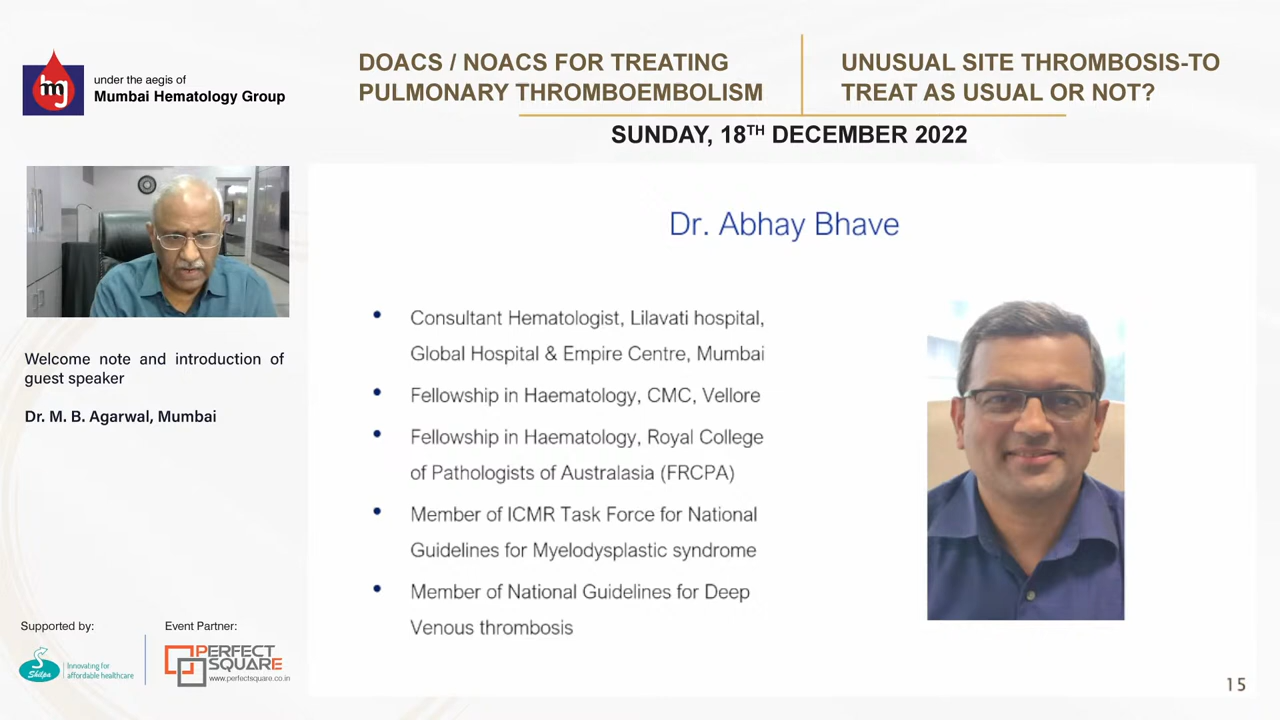 mg
under the aegis of
Mumbai Hematology Group
DOACS / NOACS FOR TREATING
PULMONARY THROMBOEMBOLISM
UNUSUAL SITE THROMBOSIS-TO
TREAT AS USUAL OR NOT?
SUNDAY, 18TH DECEMBER 2022
Welcome note and introduction of
guest speaker
Dr. M. B. Agarwal, Mumbai
Dr. Abhay Bhave
• Consultant Hematologist, Lilavati hospital,
Global Hospital & Empire Centre, Mumbai
• Fellowship in Haematology, CMC, Vellore
• Fellowship in Haematology, Royal College
of Pathologists of Australasia (FRCPA)
• Member of ICMR Task Force for National
Guidelines for Myelodysplastic syndrome
• Member of National Guidelines for Deep
Venous thrombosis
Supported by:
Shilpa
Innovating for
affordable healthcare
Event Partner:
PERFECT
SQUARE
www.perfectsquare.co.in
15